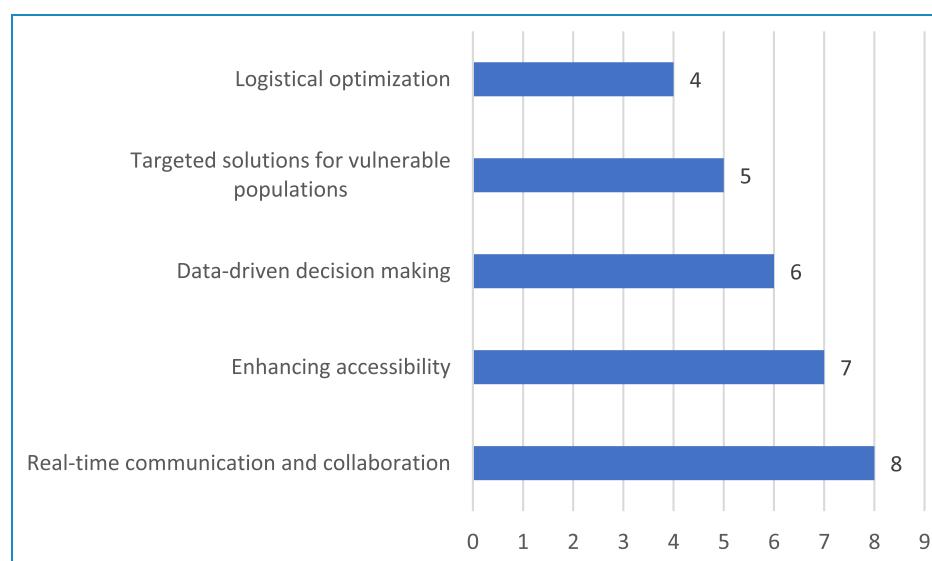 Logistical optimization
4
Targeted solutions for vulnerable
populations
5
Data-driven decision making
6
Enhancing accessibility
7
Real-time communication and collaboration
8
0 1 2 3 4 5 6 7 8 9